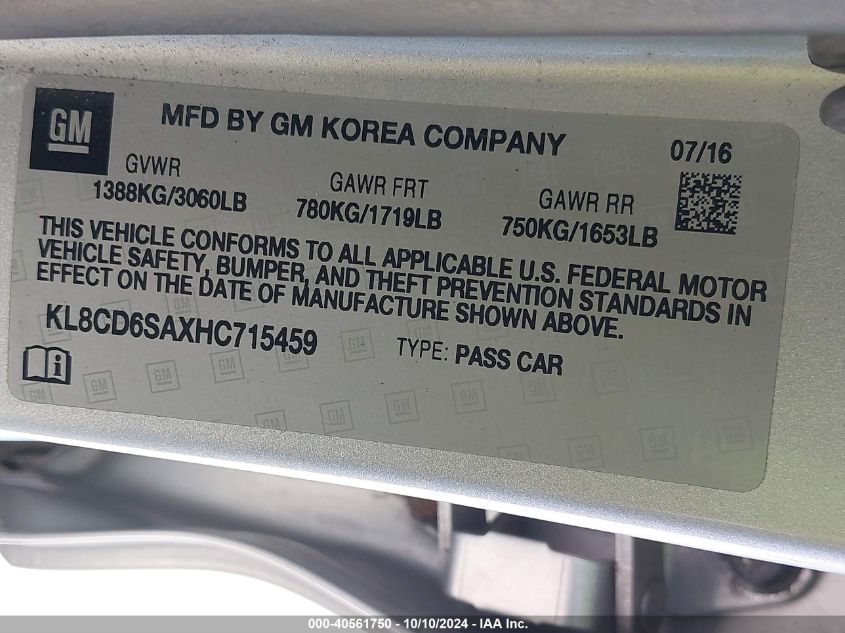 GM
MFD BY GM KOREA COMPANY
07/16
GVWR
1388KG/3060LB
GAWR FRT
780KG/1719LB
GAWR RR
750KG/1653LB
THIS VEHICLE CONFORMS TO ALL APPLICABLE U.S. FEDERAL MOTOR
VEHICLE SAFETY, BUMPER, AND THEFT PREVENTION STANDARDS IN
EFFECT ON THE DATE OF MANUFACTURE SHOWN ABOVE.
KL8CD6SAXHC715459
TYPE: PASS CAR
000-40561750 - 10/10/2024 - IAA Inc.